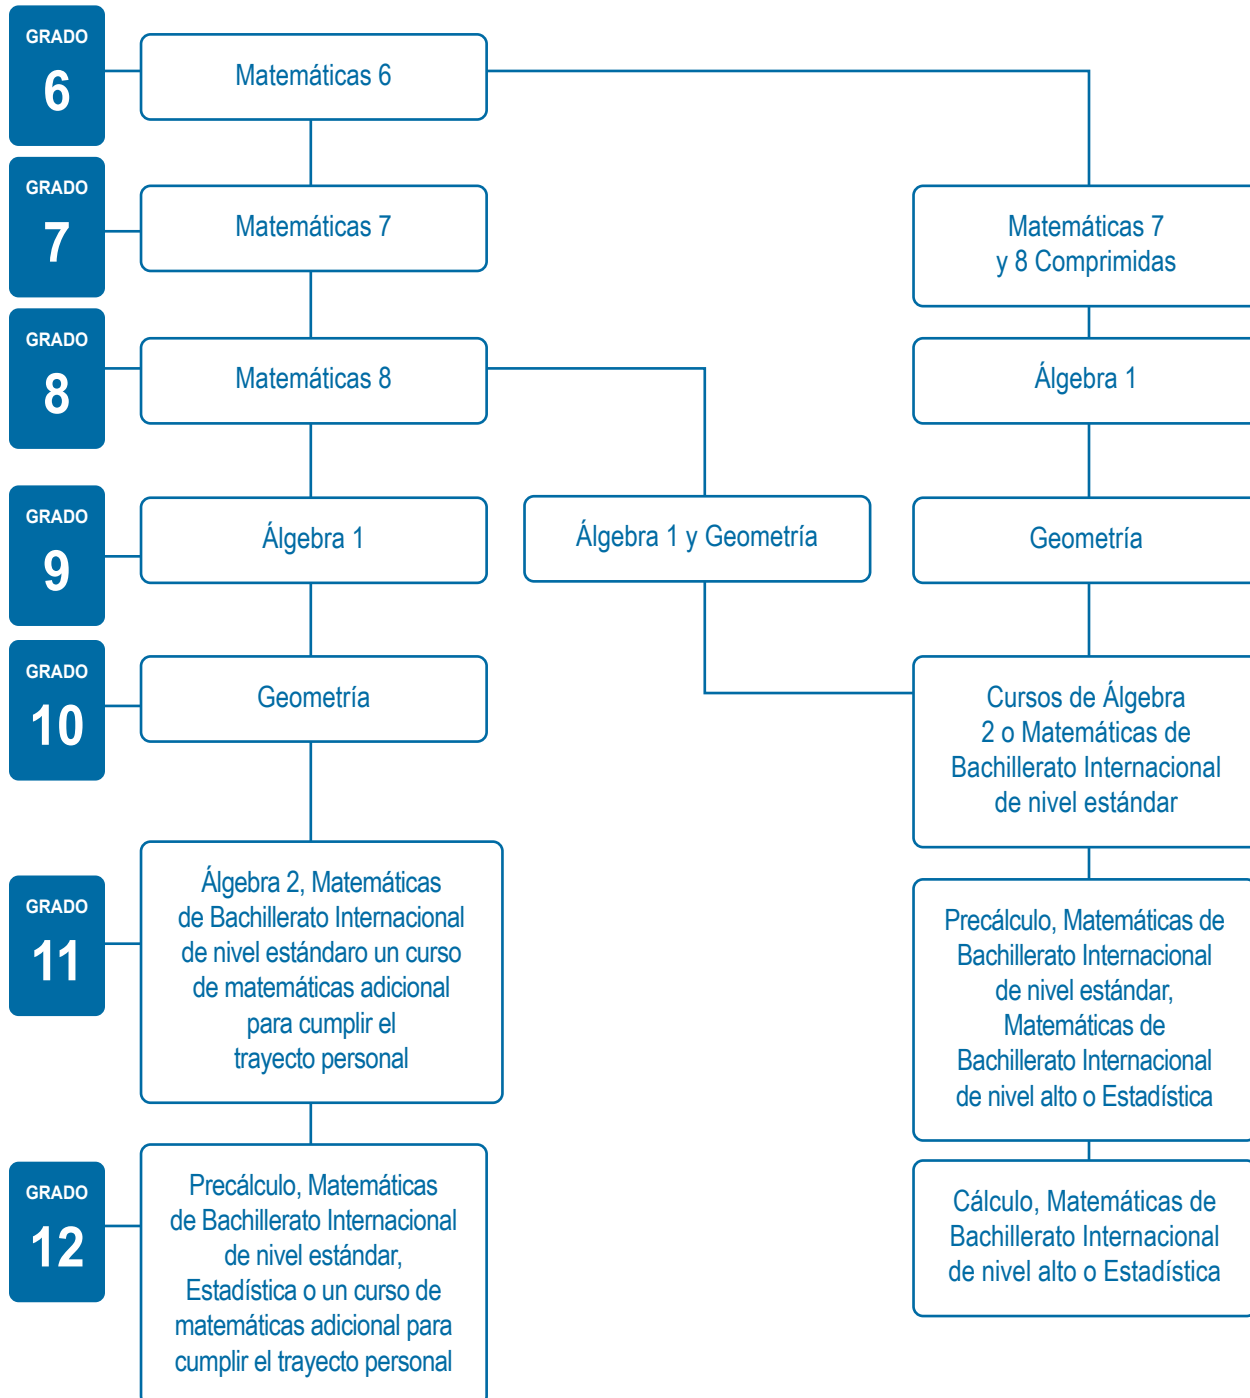 GRADO
6
Matemáticas 6
GRADO
7
Matemáticas 7
Matemáticas 7
y 8 Comprimidas
GRADO
8
Matemáticas 8
Álgebra 1
GRADO
9
Álgebra 1
Álgebra 1 y Geometría
Geometría
GRADO
10
Geometría
Cursos de Álgebra
2 o Matemáticas de
Bachillerato Internacional
de nivel estándar
GRADO
11
Álgebra 2, Matemáticas
de Bachillerato Internacional
de nivel estándaro un curso
de matemáticas adicional
para cumplir el
trayecto personal
Precálculo, Matemáticas de
Bachillerato Internacional
de nivel estándar,
Matemáticas de
Bachillerato Internacional
de nivel alto o Estadística
GRADO
12
Precálculo, Matemáticas
de Bachillerato Internacional
de nivel estándar,
Estadística o un curso de
matemáticas adicional para
cumplir el trayecto personal
Cálculo, Matemáticas de
Bachillerato Internacional
de nivel alto o Estadística